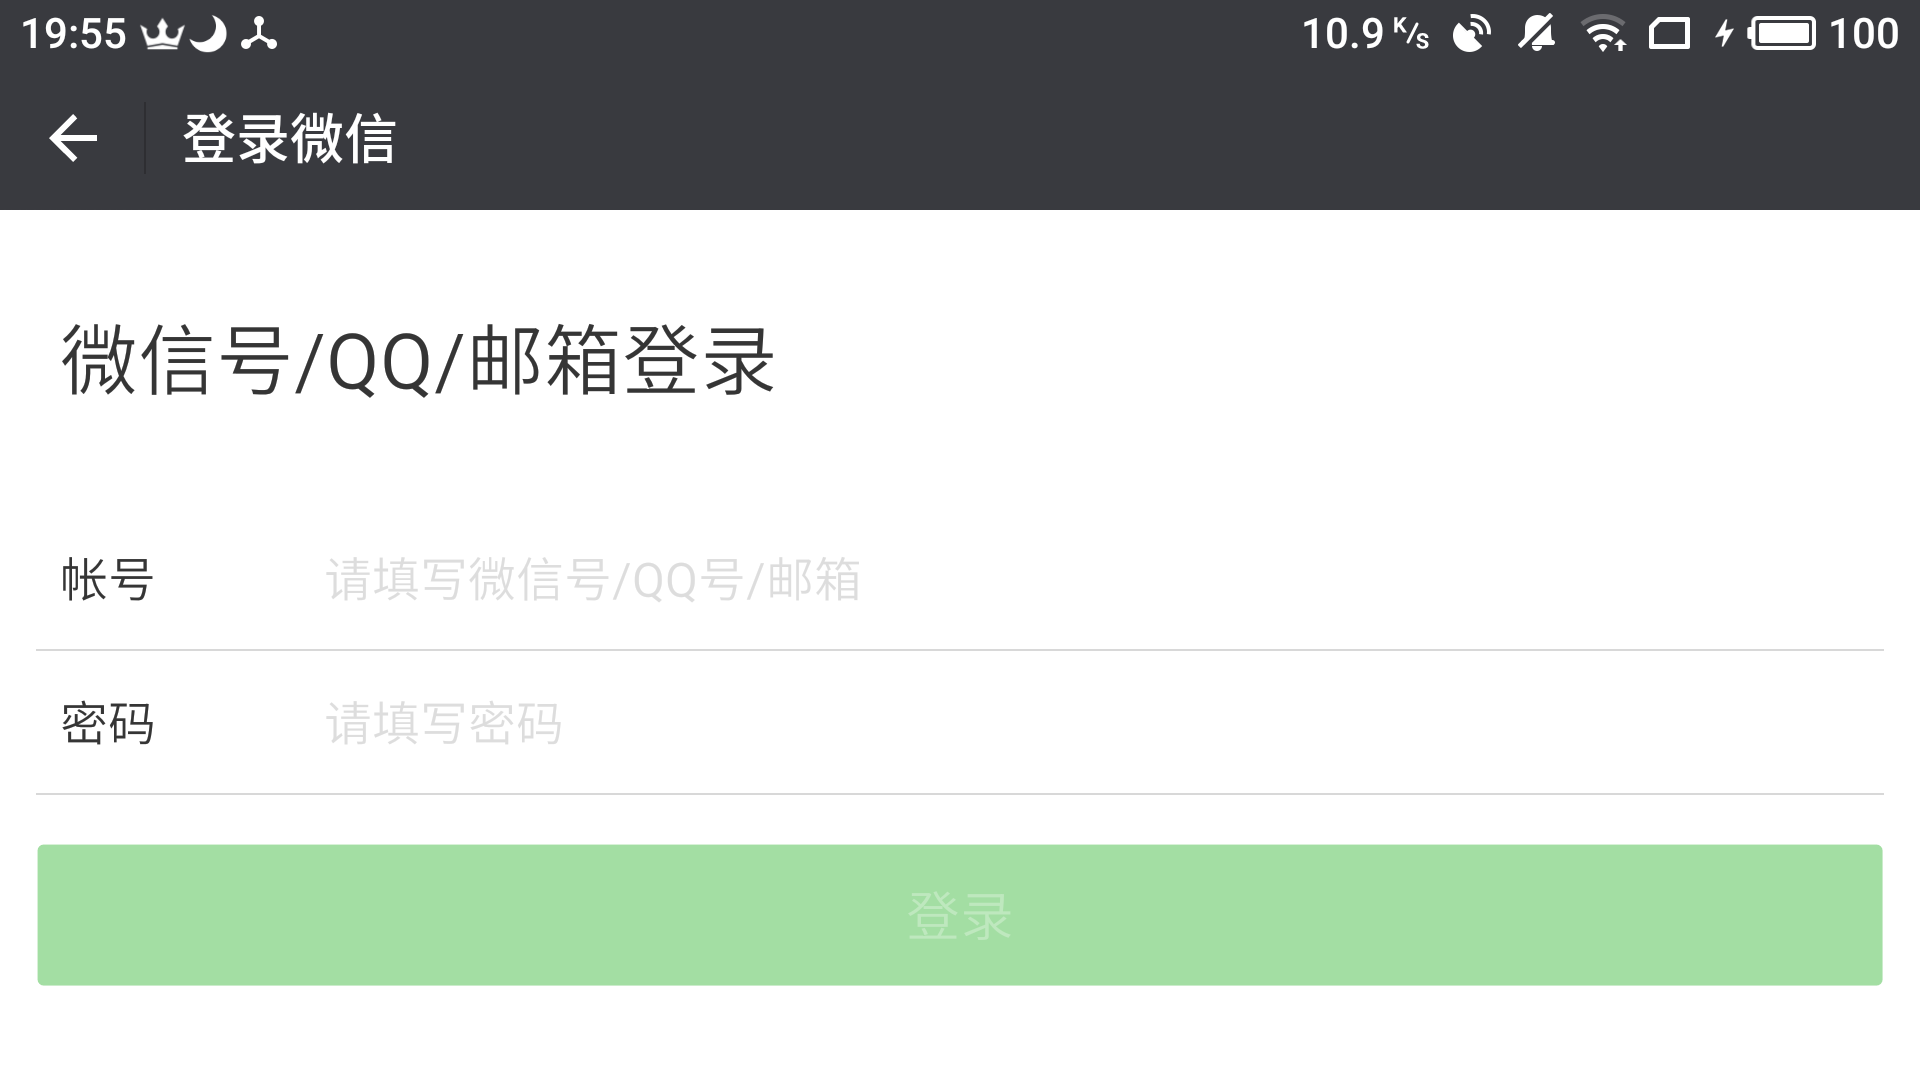 19:55 10.9 K/s 100
登录微信
微信号/QQ/邮箱登录
帐号 请填写微信号/QQ号/邮箱
密码 请填写密码
登录